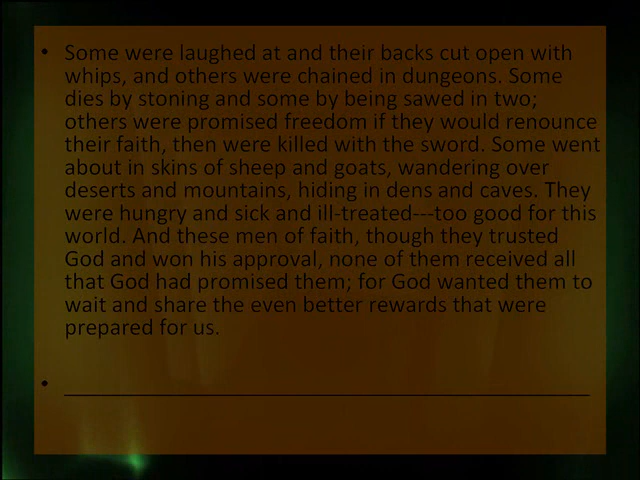 • Some were laughed at and their backs cut open with
whips, and others were chained in dungeons. Some
dies by stoning and some by being sawed in two;
others were promised freedom if they would renounce
their faith, then were killed with the sword. Some went
about in skins of sheep and goats, wandering over
deserts and mountains, hiding in dens and caves. They
were hungry and sick and ill-treated---too good for this
world. And these men of faith, though they trusted
God and won his approval, none of them received all
that God had promised them; for God wanted them to
wait and share the even better rewards that were
prepared for us.
• ___________________________________________